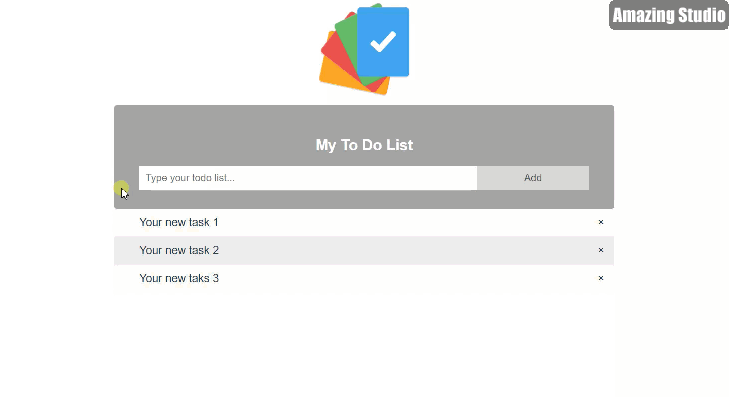 Amazing Studio
My To Do List
Type your todo list...
Add
Your new task 1
×
Your new task 2
×
Your new taks 3
×